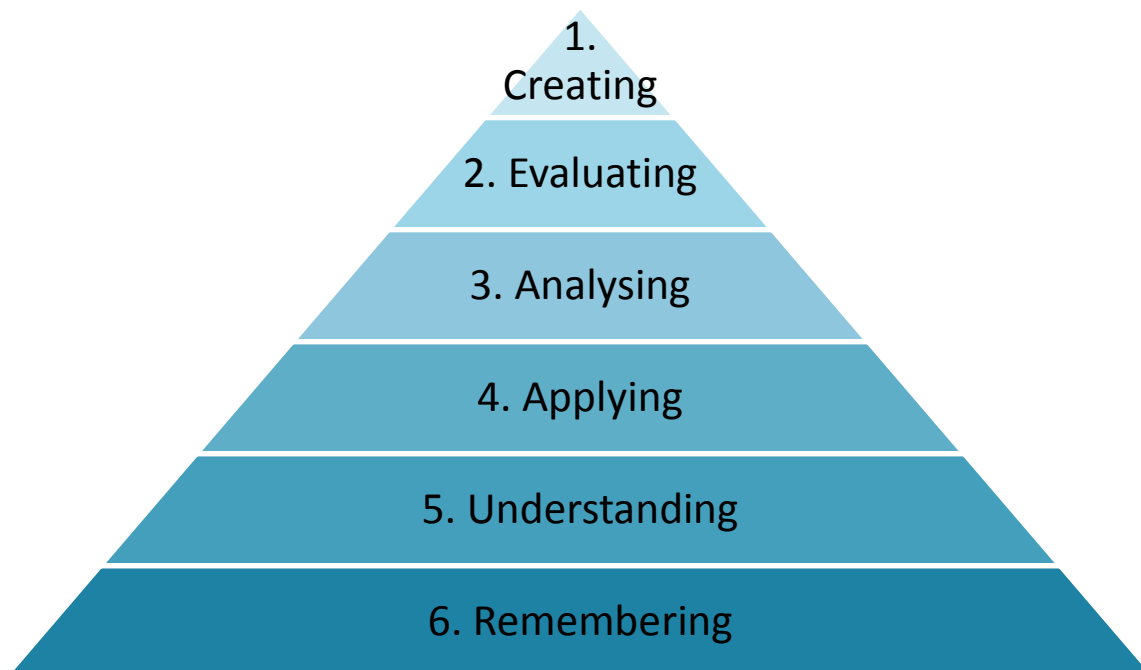 1.
Creating
2. Evaluating
3. Analysing
4. Applying
5. Understanding
6. Remembering